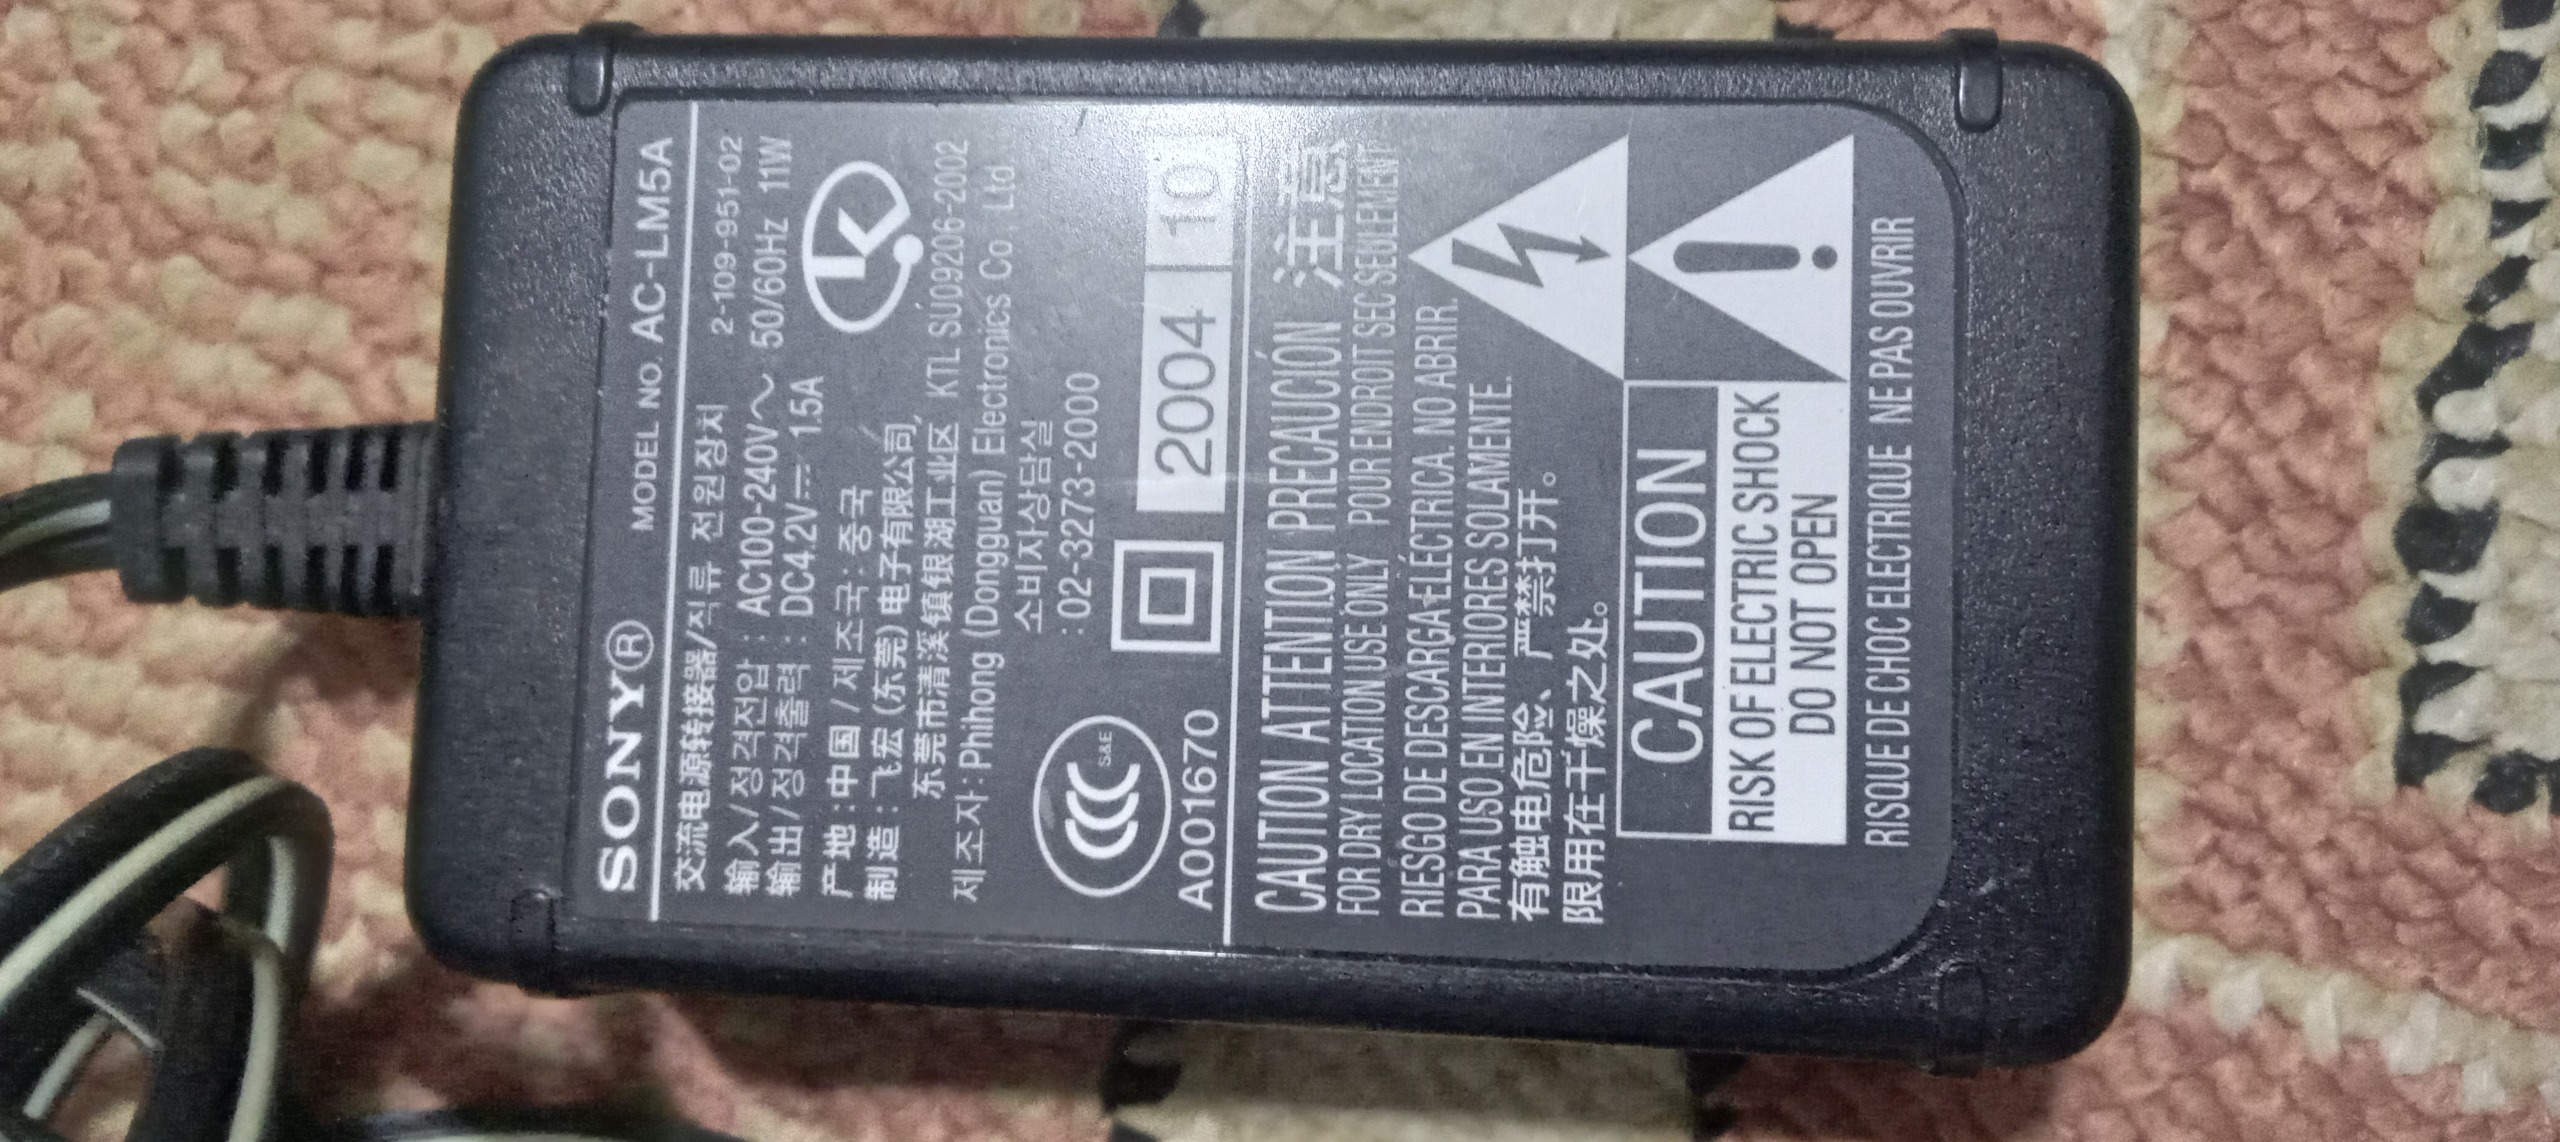 SONY® MODEL NO. AC-LM5A
交流电源转接器/직류 전원장치 2-109-951-02
输入/정격전압 : AC100-240V～ 50/60Hz 11W
输出/정격출력 : DC4.2V⎓ 1.5A
产地:中国/제조국:중국
制造:飞宏(东莞)电子有限公司,
东莞市清溪镇银湖工业区 KTL SU09206-2002
제조자:Phihong (Dongguan) Electronics Co.,Ltd
소비자상담실
:02-3273-2000
S&E
A001670
2004 10
CAUTION ATTENTION PRECAUCIÓN 注意
FOR DRY LOCATION USE ONLY POUR ENDROIT SEC SEULEMENT
RIESGO DE DESCARGA ELÉCTRICA. NO ABRIR.
PARA USO EN INTERIORES SOLAMENTE.
有触电危险、严禁打开。
限用在干燥之处。
CAUTION
RISK OF ELECTRIC SHOCK
DO NOT OPEN
RISQUE DE CHOC ELECTRIQUE NE PAS OUVRIR